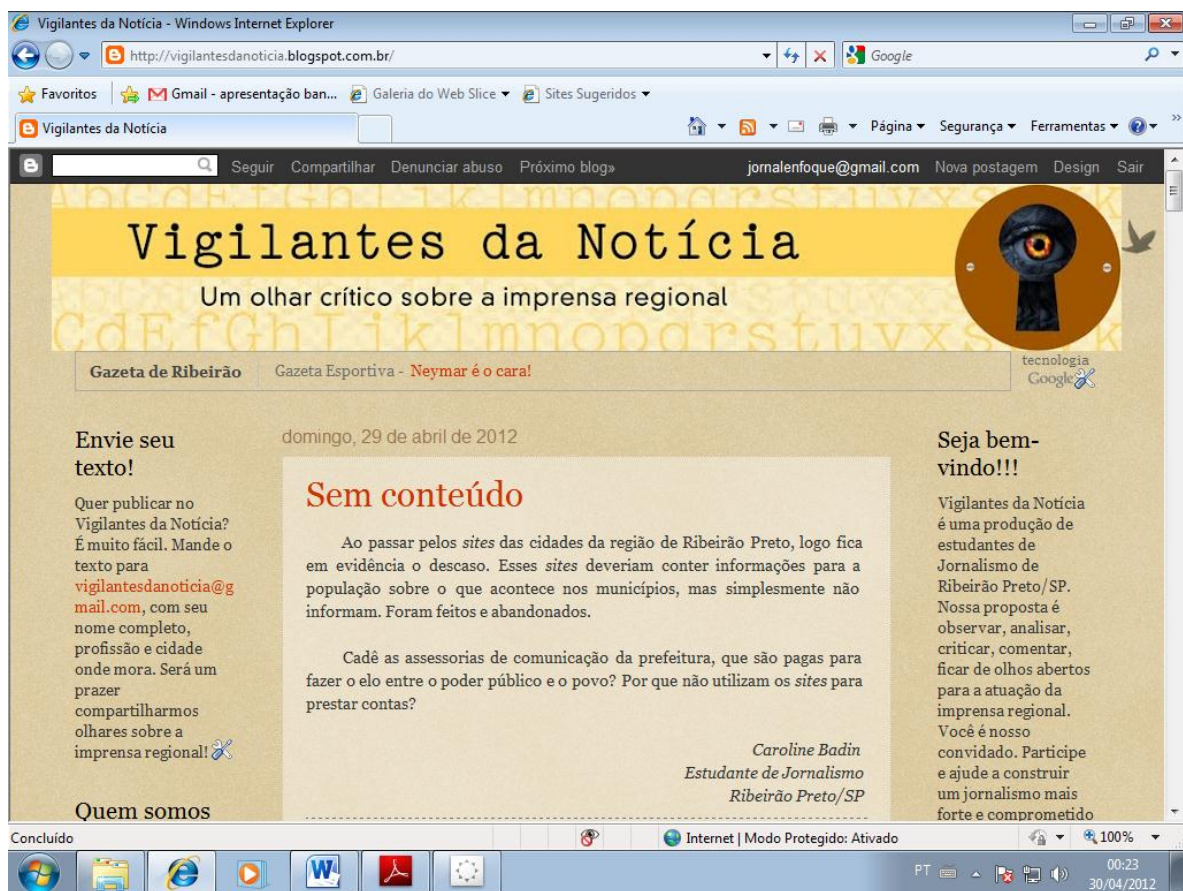 Vigilantes da Notícia - Windows Internet Explorer
http://vigilantesdanoticia.blogspot.com.br/
Google
Favoritos
Gmail - apresentação ban...
Galeria do Web Slice
Sites Sugeridos
Vigilantes da Notícia
Página
Segurança
Ferramentas
Seguir Compartilhar Denunciar abuso Próximo blog»
jornalenfoque@gmail.com Nova postagem Design Sair
Vigilantes da Notícia
Um olhar crítico sobre a imprensa regional
Gazeta de Ribeirão
Gazeta Esportiva - Neymar é o cara!
tecnologia
Google
Envie seu
texto!
Quer publicar no
Vigilantes da Notícia?
É muito fácil. Mande o
texto para
vigilantesdanoticia@g
mail.com, com seu
nome completo,
profissão e cidade
onde mora. Será um
prazer
compartilharmos
olhares sobre a
imprensa regional!
Quem somos
domingo, 29 de abril de 2012
Sem conteúdo
Ao passar pelos sites das cidades da região de Ribeirão Preto, logo fica
em evidência o descaso. Esses sites deveriam conter informações para a
população sobre o que acontece nos municípios, mas simplesmente não
informam. Foram feitos e abandonados.
Cadê as assessorias de comunicação da prefeitura, que são pagas para
fazer o elo entre o poder público e o povo? Por que não utilizam os sites para
prestar contas?
Caroline Badin
Estudante de Jornalismo
Ribeirão Preto/SP
Seja bem-
vindo!!!
Vigilantes da Notícia
é uma produção de
estudantes de
Jornalismo de
Ribeirão Preto/SP.
Nossa proposta é
observar, analisar,
criticar, comentar,
ficar de olhos abertos
para a atuação da
imprensa regional.
Você é nosso
convidado. Participe
e ajude a construir
um jornalismo mais
forte e comprometido
Concluído
Internet | Modo Protegido: Ativado
100%
PT
00:23
30/04/2012